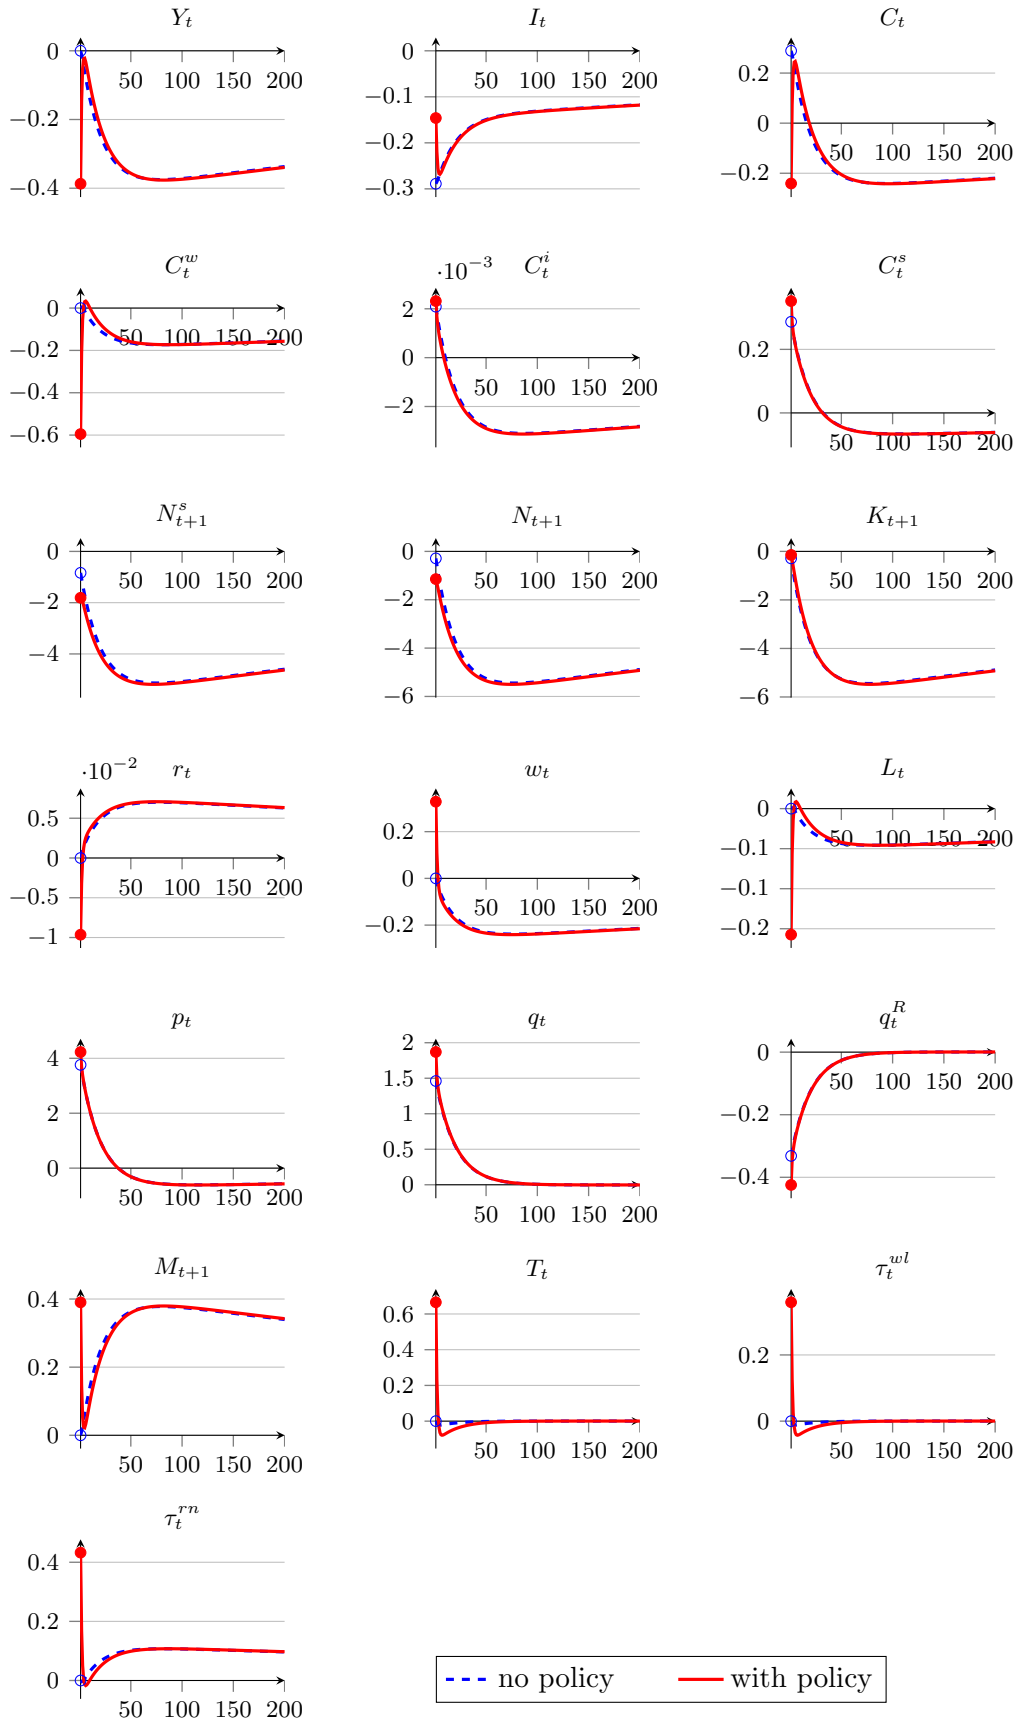 Y_t I_t C_t
0 −0.2 −0.4 50 100 150 200
0 −0.1 −0.2 −0.3 50 100 150 200
0.2 0 −0.2 50 100 150 200
C_t^w ·10^{−3} C_t^i C_t^s
0 −0.2 −0.4 −0.6 50 100 150 200
2 0 −2 50 100 150 200
0.2 0 50 100 150 200
N_{t+1}^s N_{t+1} K_{t+1}
0 −2 −4 50 100 150 200
0 −2 −4 −6 50 100 150 200
0 −2 −4 −6 50 100 150 200
·10^{−2} r_t w_t L_t
0.5 0 −0.5 −1 50 100 150 200
0.2 0 −0.2 50 100 150 200
0 −0.1 −0.1 −0.2 50 100 150 200
p_t q_t q_t^R
4 2 0 50 100 150 200
2 1.5 1 0.5 0 50 100 150 200
0 −0.2 −0.4 50 100 150 200
M_{t+1} T_t τ_t^{wl}
0.4 0.2 0 50 100 150 200
0.6 0.4 0.2 0 50 100 150 200
0.2 0 50 100 150 200
τ_t^{rn}
0.4 0.2 0 50 100 150 200
no policy with policy